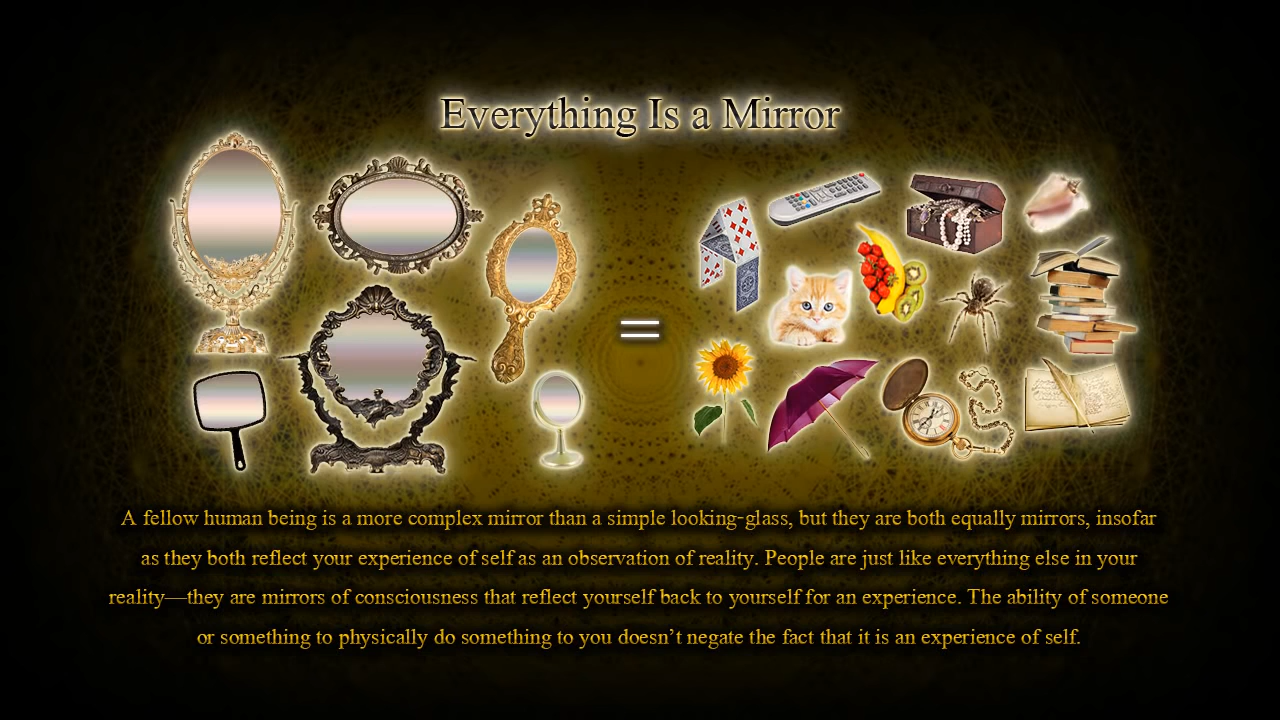 Everything Is a Mirror
=
A fellow human being is a more complex mirror than a simple looking-glass, but they are both equally mirrors, insofar
as they both reflect your experience of self as an observation of reality. People are just like everything else in your
reality—they are mirrors of consciousness that reflect yourself back to yourself for an experience. The ability of someone
or something to physically do something to you doesn’t negate the fact that it is an experience of self.